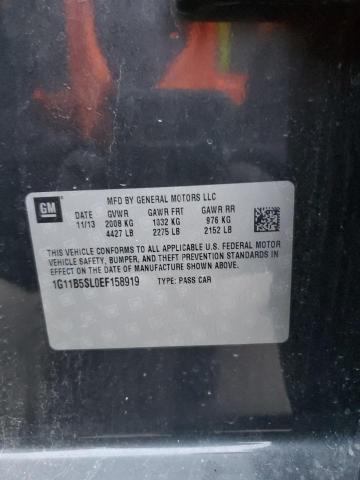 GM
MFD BY GENERAL MOTORS LLC
DATE GVWR GAWR FRT GAWR RR
11/13 2008 KG 1032 KG 976 KG
4427 LB 2275 LB 2152 LB
THIS VEHICLE CONFORMS TO ALL APPLICABLE U.S. FEDERAL MOTOR
VEHICLE SAFETY, BUMPER, AND THEFT PREVENTION STANDARDS IN
EFFECT ON THE DATE OF MANUFACTURE SHOWN ABOVE.
1G11B5SL0EF158919 TYPE: PASS CAR